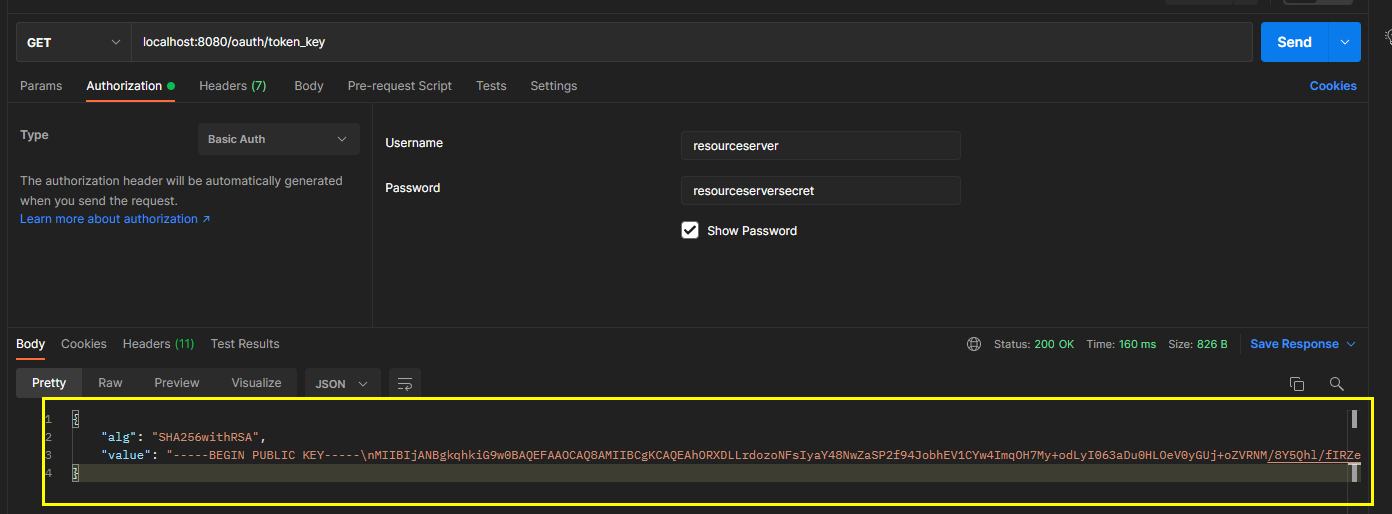 GET localhost:8080/oauth/token_key Send
Params Authorization Headers (7) Body Pre-request Script Tests Settings Cookies
Type Basic Auth
The authorization header will be automatically generated
when you send the request.
Learn more about authorization ↗
Username resourceserver
Password resourceserversecret
Show Password
Body Cookies Headers (11) Test Results Status: 200 OK Time: 160 ms Size: 826 B Save Response
Pretty Raw Preview Visualize JSON
1 {
2 "alg": "SHA256withRSA",
3 "value": "-----BEGIN PUBLIC KEY-----\nMIIBIjANBgkqhkiG9w0BAQEFAAOCAQ8AMIIBCgKCAQEAhORXDLLrdozoNFsIyaY48NwZaSP2f94JobhEV1CYw4ImqOH7My+odLyI063aDu0HLOeV0yGUj+oZVRNM/8Y5Qhl/fIRZe
4 }